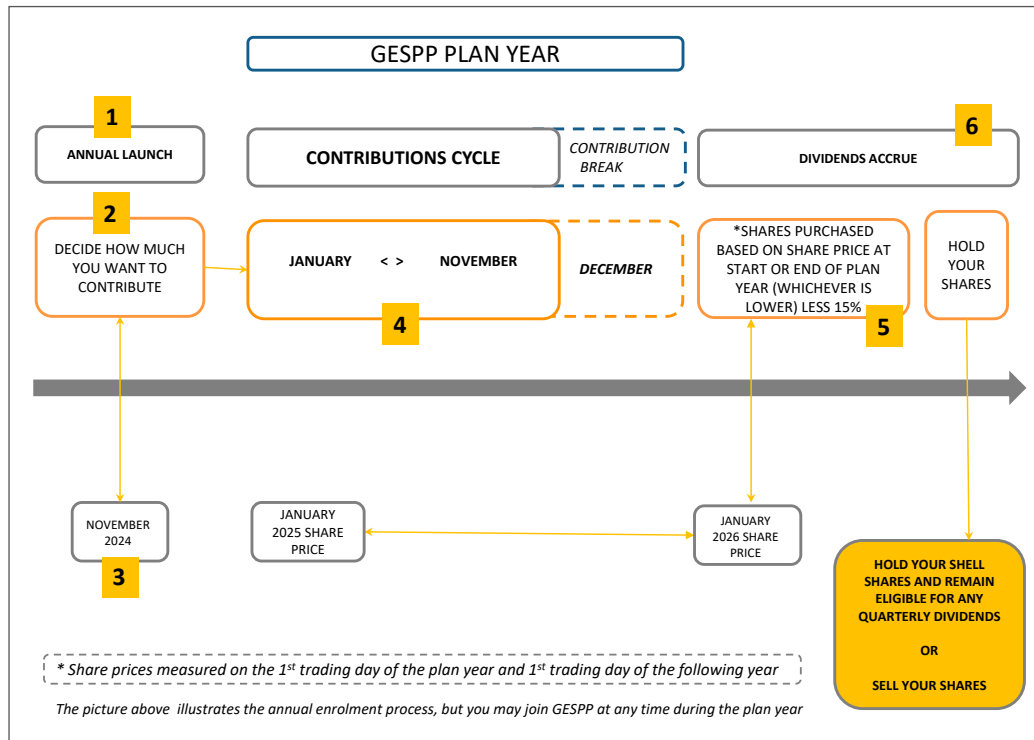 GESPP PLAN YEAR
1
ANNUAL LAUNCH
CONTRIBUTIONS CYCLE
CONTRIBUTION
BREAK
6
DIVIDENDS ACCRUE
2
DECIDE HOW MUCH
YOU WANT TO
CONTRIBUTE
JANUARY < > NOVEMBER
4
DECEMBER
*SHARES PURCHASED
BASED ON SHARE PRICE AT
START OR END OF PLAN
YEAR (WHICHEVER IS
LOWER) LESS 15%
5
HOLD
YOUR
SHARES
NOVEMBER
2024
3
JANUARY
2025 SHARE
PRICE
JANUARY
2026 SHARE
PRICE
HOLD YOUR SHELL
SHARES AND REMAIN
ELIGIBLE FOR ANY
QUARTERLY DIVIDENDS
OR
SELL YOUR SHARES
* Share prices measured on the 1st trading day of the plan year and 1st trading day of the following year
The picture above illustrates the annual enrolment process, but you may join GESPP at any time during the plan year